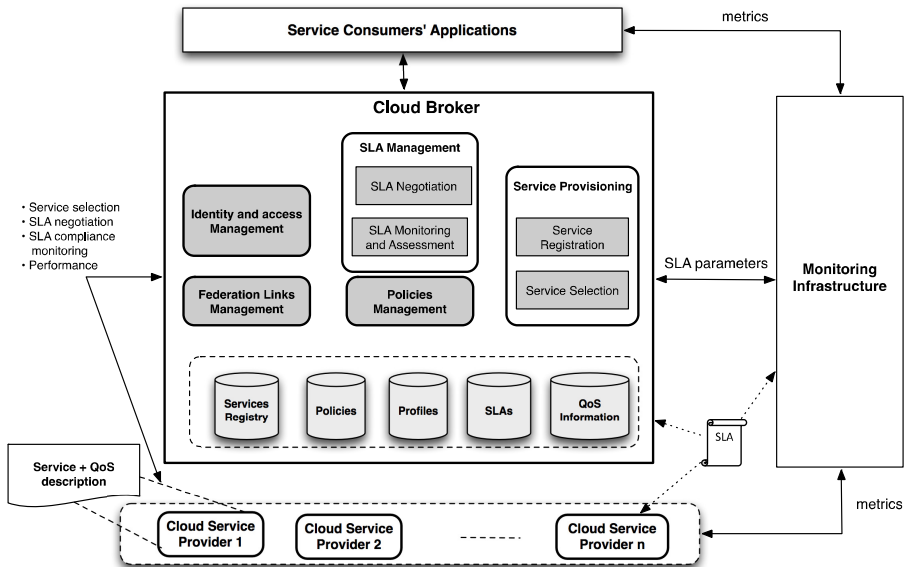 metrics
Service Consumers' Applications
Cloud Broker
SLA Management
SLA Negotiation
SLA Monitoring
and Assessment
Service Provisioning
Service
Registration
Service Selection
Identity and access
Management
Federation Links
Management
Policies
Management
• Service selection
• SLA negotiation
• SLA compliance
monitoring
• Performance
SLA parameters
Monitoring
Infrastructure
Services
Registry
Policies
Profiles
SLAs
QoS
Information
SLA
Service + QoS
description
metrics
Cloud Service
Provider 1
Cloud Service
Provider 2
Cloud Service
Provider n